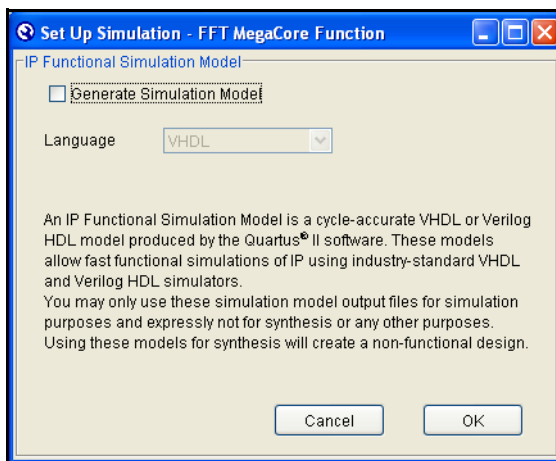 Set Up Simulation - FFT MegaCore Function
IP Functional Simulation Model
Generate Simulation Model
Language
VHDL
An IP Functional Simulation Model is a cycle-accurate VHDL or Verilog
HDL model produced by the Quartus® II software. These models
allow fast functional simulations of IP using industry-standard VHDL
and Verilog HDL simulators.
You may only use these simulation model output files for simulation
purposes and expressly not for synthesis or any other purposes.
Using these models for synthesis will create a non-functional design.
Cancel
OK